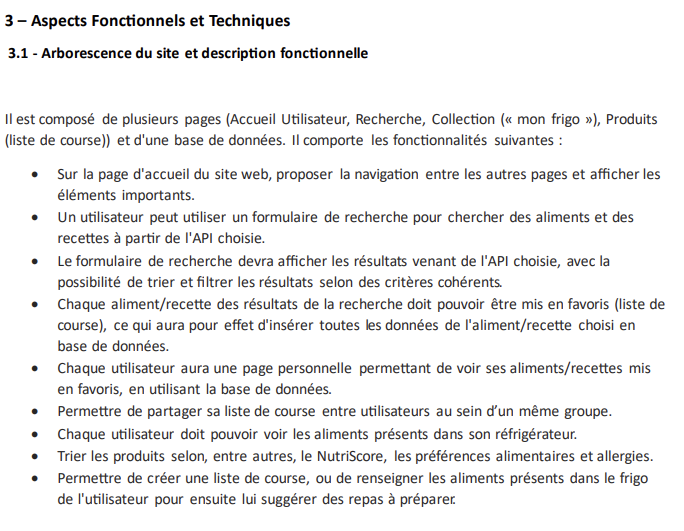 3 – Aspects Fonctionnels et Techniques
3.1 - Arborescence du site et description fonctionnelle
Il est composé de plusieurs pages (Accueil Utilisateur, Recherche, Collection (« mon frigo »), Produits
(liste de course)) et d'une base de données. Il comporte les fonctionnalités suivantes :
• Sur la page d'accueil du site web, proposer la navigation entre les autres pages et afficher les
éléments importants.
• Un utilisateur peut utiliser un formulaire de recherche pour chercher des aliments et des
recettes à partir de l'API choisie.
• Le formulaire de recherche devra afficher les résultats venant de l'API choisie, avec la
possibilité de trier et filtrer les résultats selon des critères cohérents.
• Chaque aliment/recette des résultats de la recherche doit pouvoir être mis en favoris (liste de
course), ce qui aura pour effet d'insérer toutes les données de l'aliment/recette choisi en
base de données.
• Chaque utilisateur aura une page personnelle permettant de voir ses aliments/recettes mis
en favoris, en utilisant la base de données.
• Permettre de partager sa liste de course entre utilisateurs au sein d’un même groupe.
• Chaque utilisateur doit pouvoir voir les aliments présents dans son réfrigérateur.
• Trier les produits selon, entre autres, le NutriScore, les préférences alimentaires et allergies.
• Permettre de créer une liste de course, ou de renseigner les aliments présents dans le frigo
de l'utilisateur pour ensuite lui suggérer des repas à préparer.